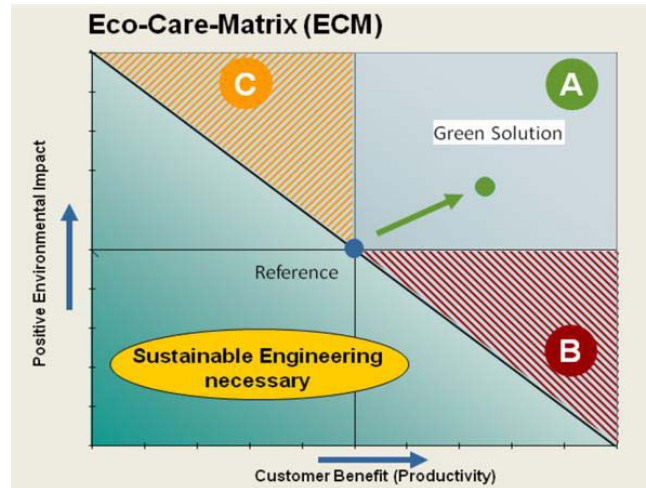 Eco-Care-Matrix (ECM)
C
A
Green Solution
Positive Environmental Impact
Reference
B
Sustainable Engineering
necessary
Customer Benefit (Productivity)